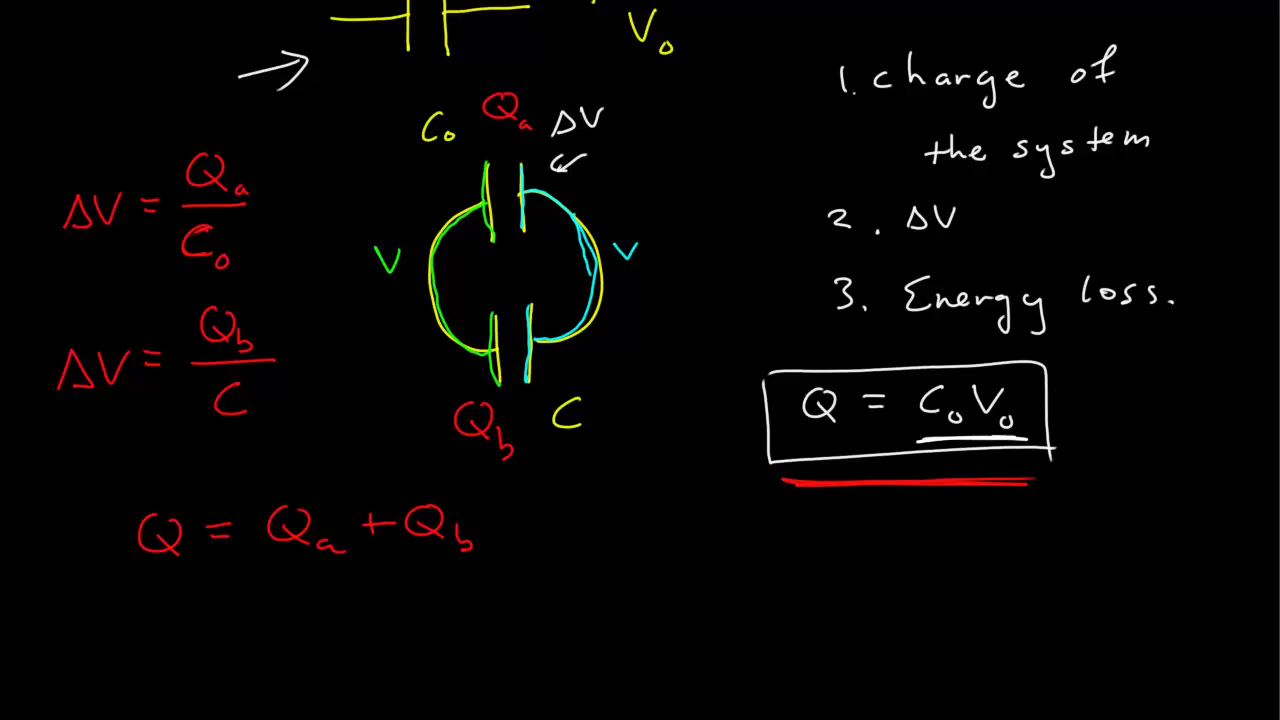 V₀
C₀ Qₐ ΔV
ΔV = Qₐ / C₀
V V
ΔV = Q_b / C
Q_b C
Q = Qₐ + Q_b
1. charge of
the system
2. ΔV
3. Energy loss.
Q = C₀V₀